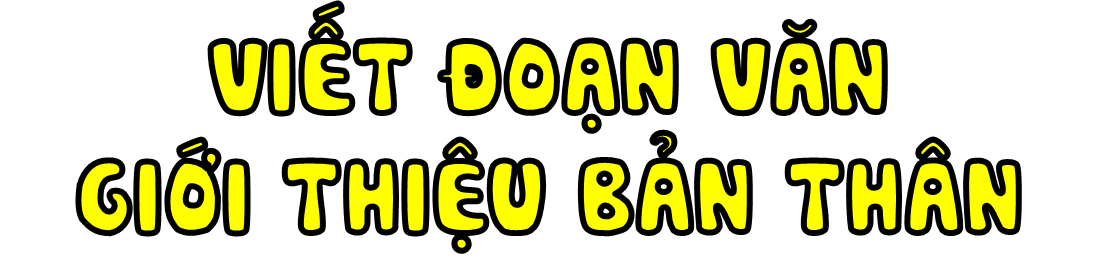 VIẾT ĐOẠN VĂN
GIỚI THIỆU BẢN THÂN